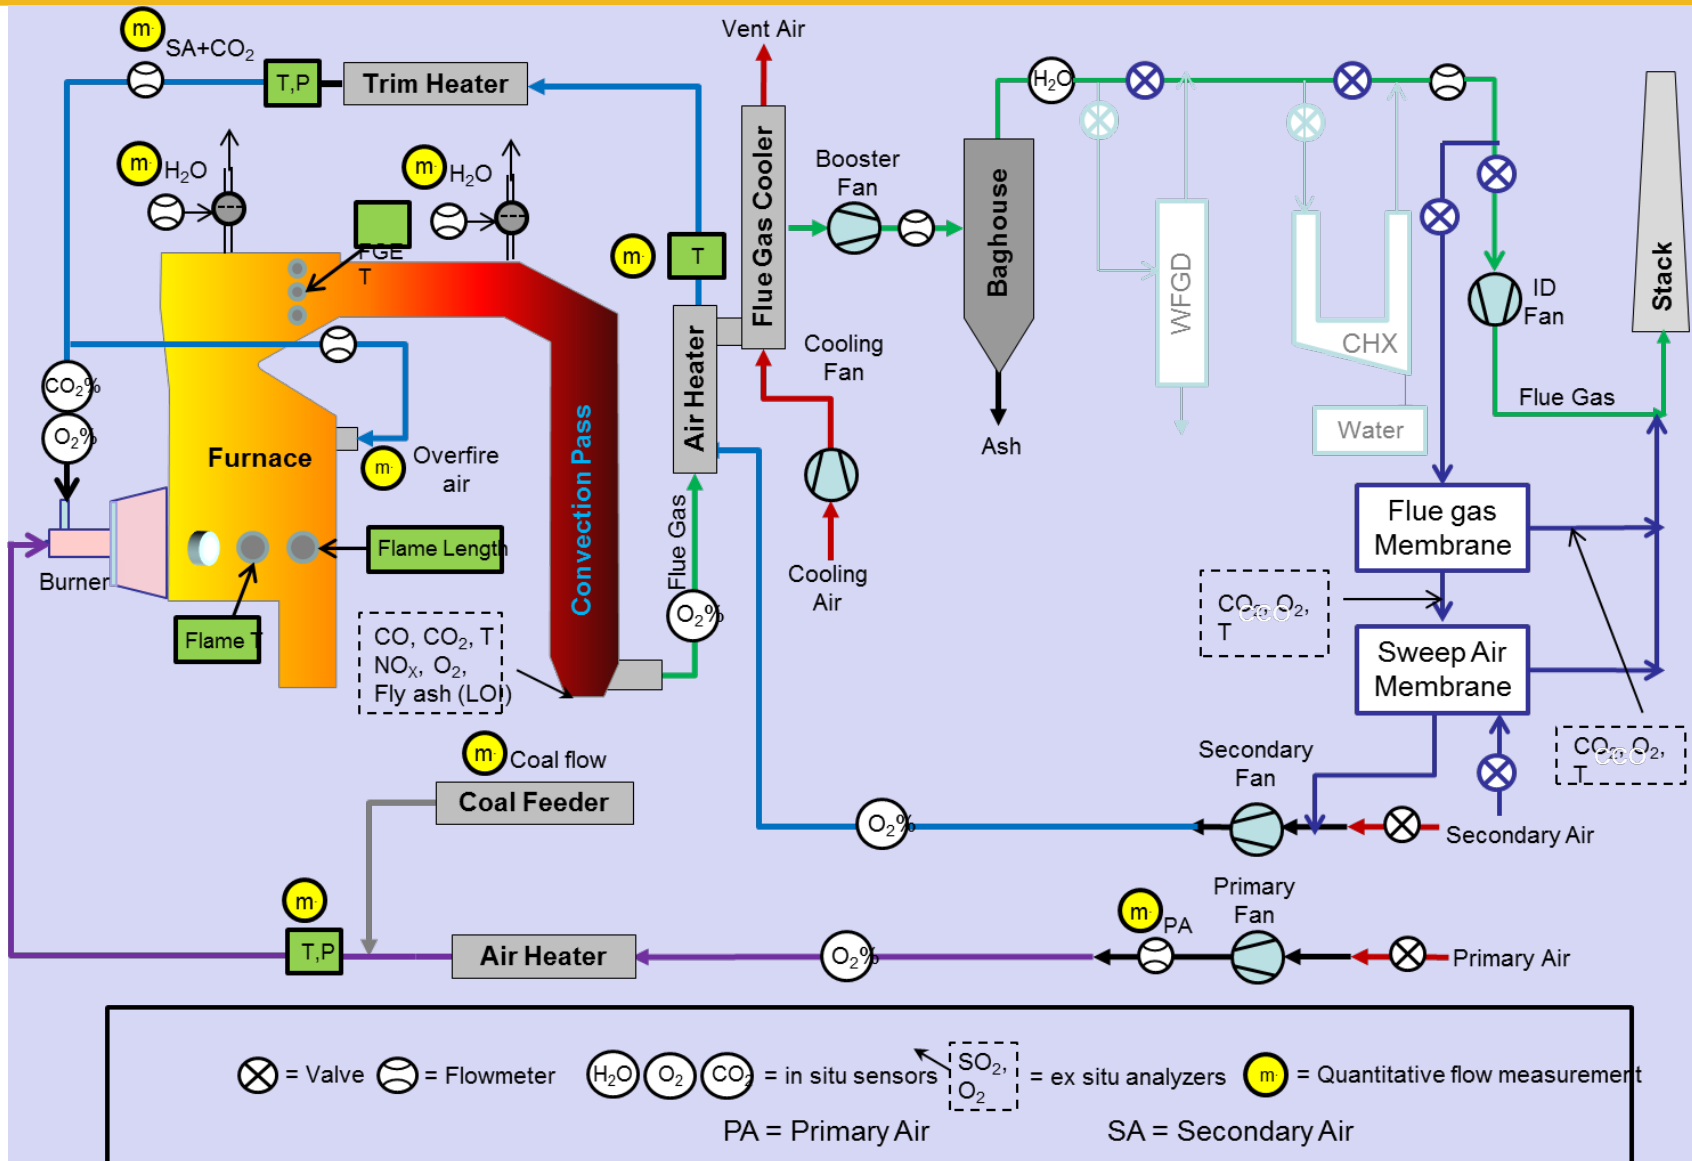 m·
SA+CO2
T,P
Trim Heater
Vent Air
m·
H2O
m·
H2O
FGE
T
m·
T
Flue Gas Cooler
Booster
Fan
Baghouse
H2O
WFGD
CHX
Water
ID
Fan
Stack
Flue Gas
CO2%
O2%
Furnace
m·
Overfire
air
Convection Pass
Air Heater
Cooling
Fan
Cooling
Air
Ash
Burner
Flame Length
Flame T
Flue Gas
O2%
CO, CO2, T
NOX, O2,
Fly ash (LOI)
Flue gas
Membrane
CO2, O2,
T
Sweep Air
Membrane
CO2, O2,
T
m·
Coal flow
Coal Feeder
O2%
Secondary
Fan
Secondary Air
m·
T,P
Air Heater
O2%
m·
PA
Primary
Fan
Primary Air
= Valve
= Flowmeter
H2O
O2
CO2
= in situ sensors
SO2,
O2
= ex situ analyzers
m·
= Quantitative flow measurement
PA = Primary Air
SA = Secondary Air